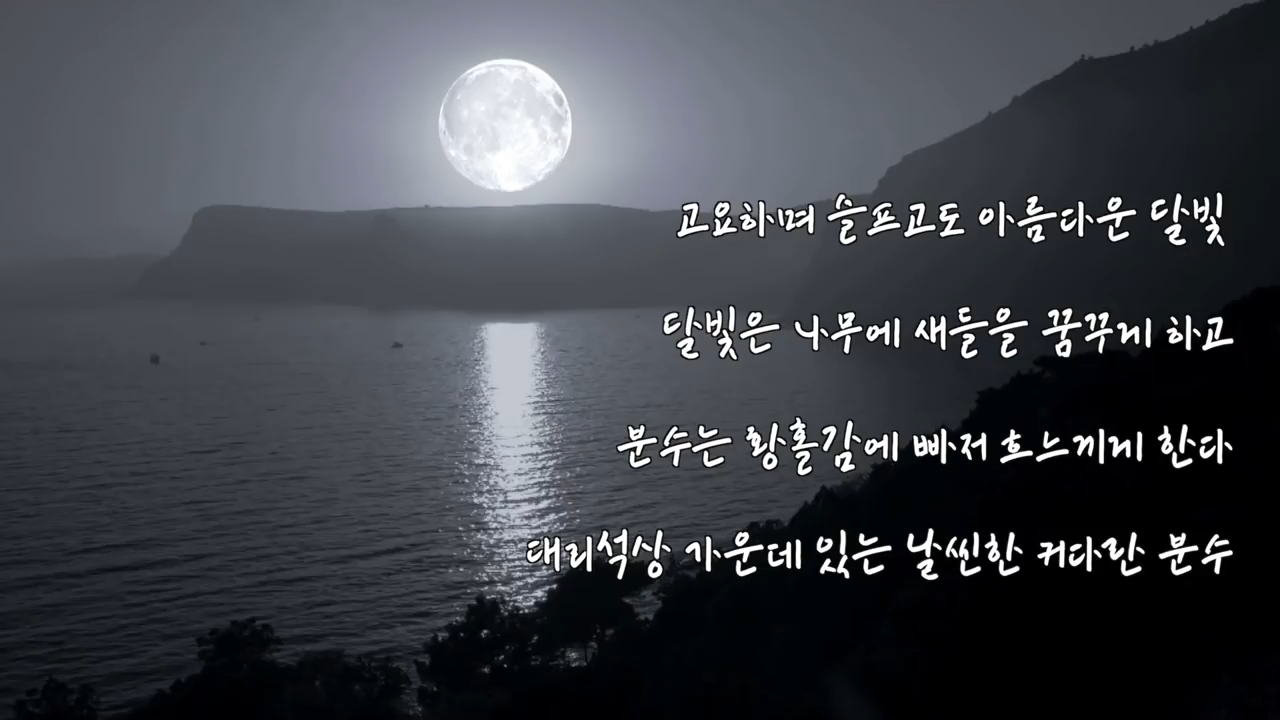 고요하며 슬프고도 아름다운 달빛
달빛은 나무에 새들을 꿈꾸게 하고
분수는 황홀감에 빠저 흐느끼게 한다
대리석상 가운데 있는 날씬한 커다란 분수